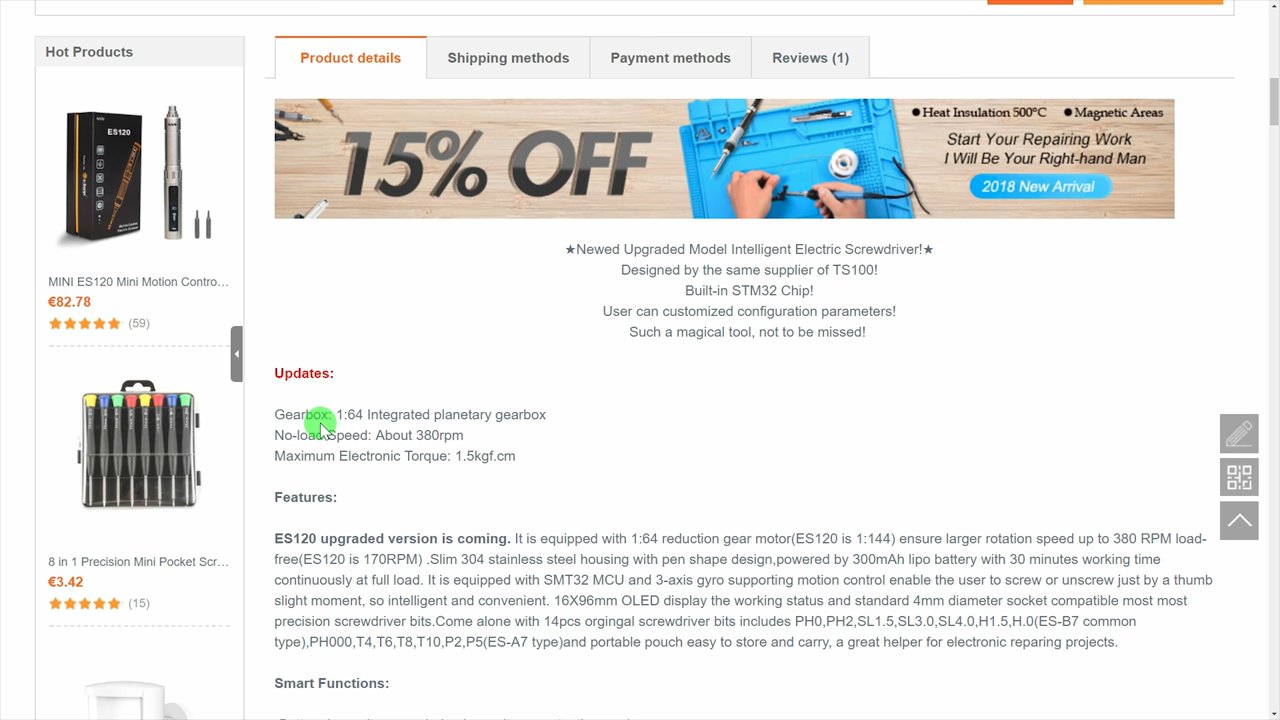 Hot Products
Product details
Shipping methods
Payment methods
Reviews (1)
ES120
MINI ES120 Mini Motion Contro…
€82.78
(59)
8 in 1 Precision Mini Pocket Scr…
€3.42
(15)
15% OFF
● Heat Insulation 500°C ● Magnetic Areas
Start Your Repairing Work
I Will Be Your Right-hand Man
2018 New Arrival
★Newed Upgraded Model Intelligent Electric Screwdriver!★
Designed by the same supplier of TS100!
Built-in STM32 Chip!
User can customized configuration parameters!
Such a magical tool, not to be missed!
Updates:
Gearbox: 1:64 Integrated planetary gearbox
No-load Speed: About 380rpm
Maximum Electronic Torque: 1.5kgf.cm
Features:
ES120 upgraded version is coming. It is equipped with 1:64 reduction gear motor(ES120 is 1:144) ensure larger rotation speed up to 380 RPM load-
free(ES120 is 170RPM) .Slim 304 stainless steel housing with pen shape design,powered by 300mAh lipo battery with 30 minutes working time
continuously at full load. It is equipped with SMT32 MCU and 3-axis gyro supporting motion control enable the user to screw or unscrew just by a thumb
slight moment, so intelligent and convenient. 16X96mm OLED display the working status and standard 4mm diameter socket compatible most most
precision screwdriver bits.Come alone with 14pcs orgingal screwdriver bits includes PH0,PH2,SL1.5,SL3.0,SL4.0,H1.5,H.0(ES-B7 common
type),PH000,T4,T6,T8,T10,P2,P5(ES-A7 type)and portable pouch easy to store and carry, a great helper for electronic reparing projects.
Smart Functions: